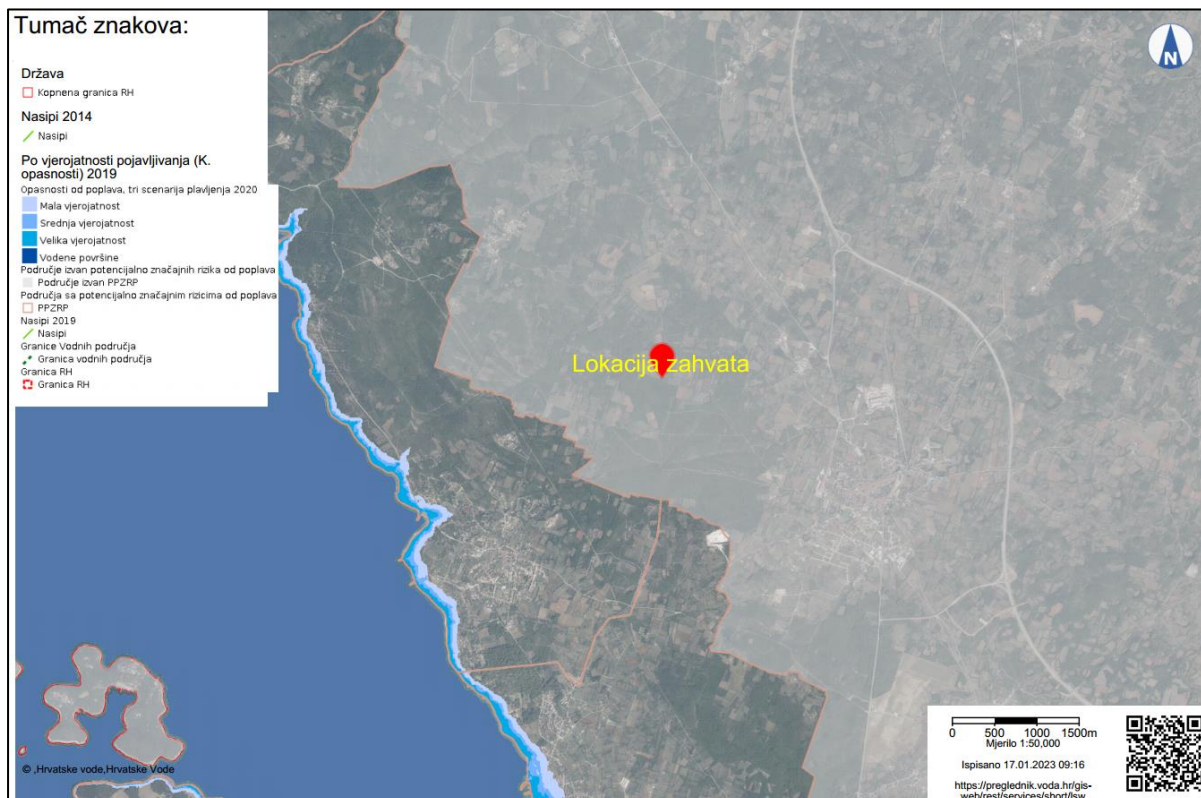 Tumač znakova:
Država
Kopnena granica RH
Nasipi 2014
Nasipi
Po vjerojatnosti pojavljivanja (K.
opasnosti) 2019
Opasnosti od poplava, tri scenarija plavljenja 2020
Mala vjerojatnost
Srednja vjerojatnost
Velika vjerojatnost
Vodene površine
Područje izvan potencijalno značajnih rizika od poplava
Područje izvan PPZRP
Područja sa potencijalno značajnim rizicima od poplava
PPZRP
Nasipi 2019
Nasipi
Granice Vodnih područja
Granica vodnih područja
Granica RH
Granica RH
N
Lokacija zahvata
© ,Hrvatske vode,Hrvatske Vode
0 500 1000 1500m
Mjerilo 1:50,000
Ispisano 17.01.2023 09:16
https://preglednik.voda.hr/gis-
web/rest/services/short/lsw